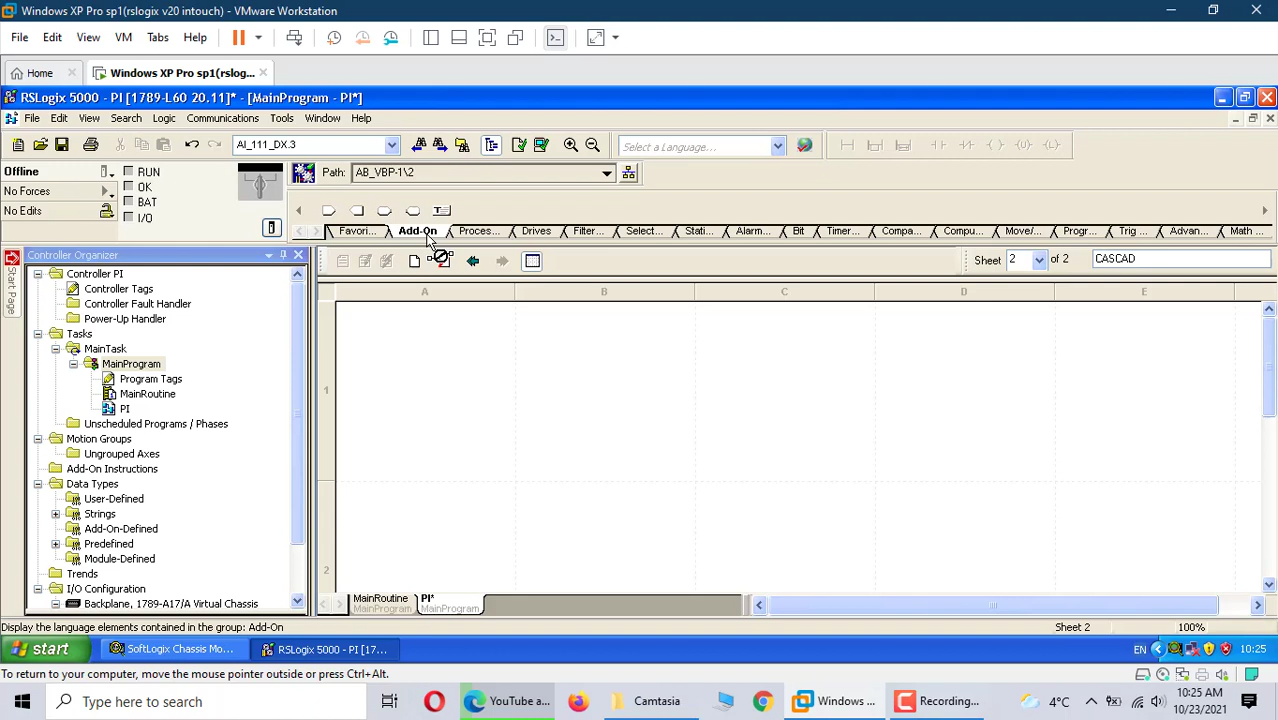 Windows XP Pro sp1(rslogix v20 intouch) - VMware Workstation
File Edit View VM Tabs Help
Home Windows XP Pro sp1(rslog...
RSLogix 5000 - PI [1789-L60 20.11]* - [MainProgram - PI*]
File Edit View Search Logic Communications Tools Window Help
AI_111_DX.3 Select a Language...
Offline RUN Path: AB_VBP-1\2
No Forces OK
No Edits BAT
I/O
Favori... Add-On Proces... Drives Filter... Select... Stati... Alarm... Bit Timer... Compa... Compu... Move/... Progr... Trig ... Advan... Math ...
Start Page
Controller Organizer
Sheet 2 of 2 CASCAD
Controller PI
Controller Tags
Controller Fault Handler
Power-Up Handler
Tasks
MainTask
MainProgram
Program Tags
MainRoutine
PI
Unscheduled Programs / Phases
Motion Groups
Ungrouped Axes
Add-On Instructions
Data Types
User-Defined
Strings
Add-On-Defined
Predefined
Module-Defined
Trends
I/O Configuration
Backplane, 1789-A17/A Virtual Chassis
A B C D E
1
2
MainRoutine PI*
MainProgram MainProgram
Display the language elements contained in the group: Add-On Sheet 2 100%
start SoftLogix Chassis Mo... RSLogix 5000 - PI [17... EN 10:25
To return to your computer, move the mouse pointer outside or press Ctrl+Alt.
Type here to search YouTube a... Camtasia Windows ... Recording... 4°C 10:25 AM
10/23/2021